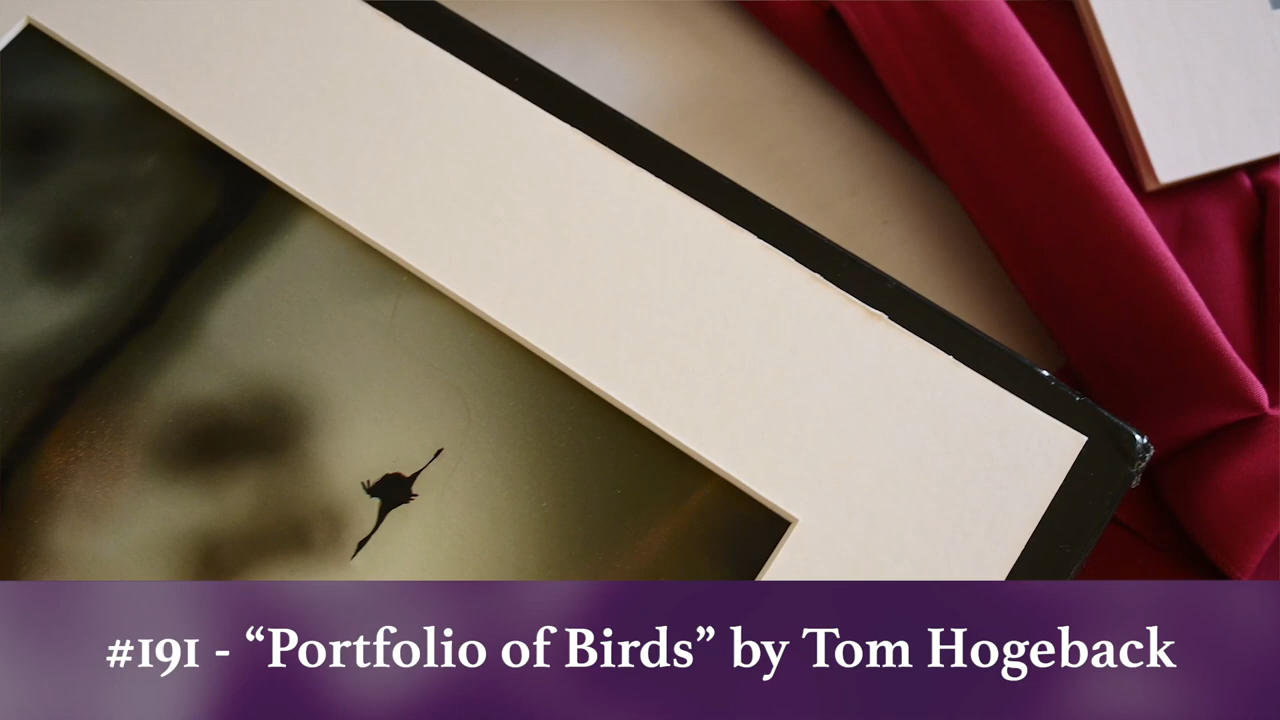 #191 - “Portfolio of Birds” by Tom Hogeback